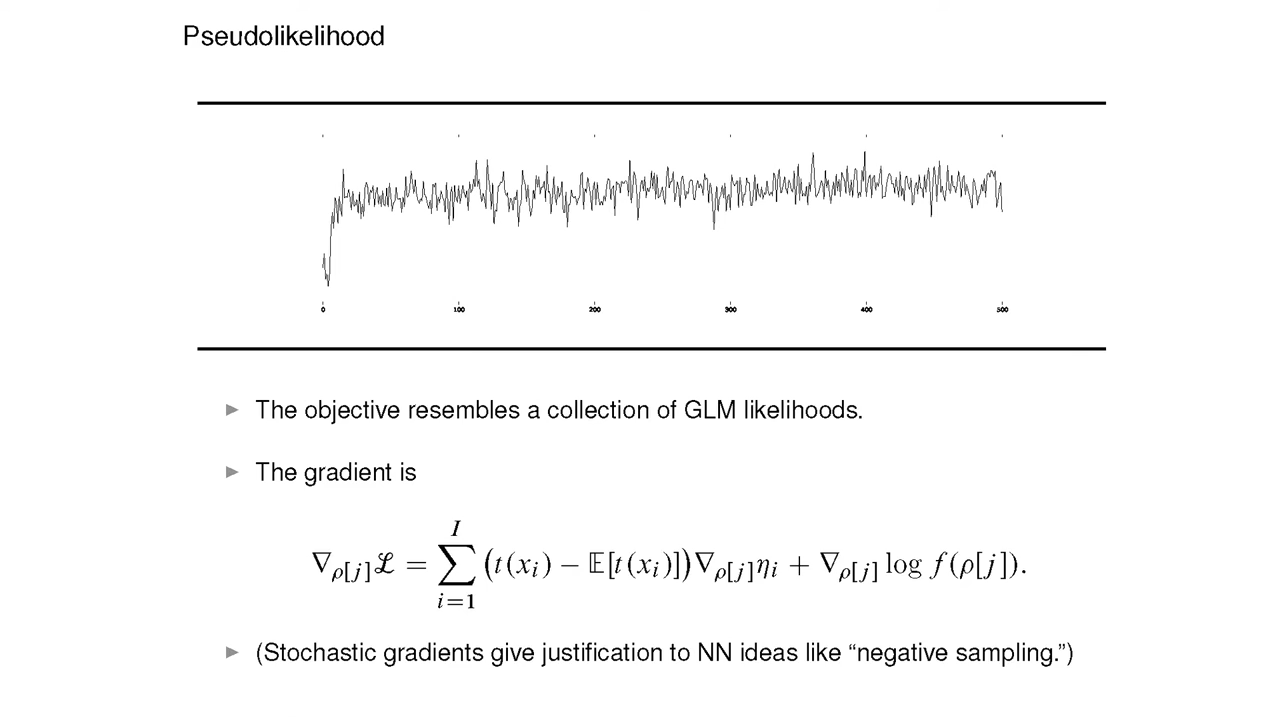 Pseudolikelihood
0 100 200 300 400 500
► The objective resembles a collection of GLM likelihoods.
► The gradient is
∇ρ[j]ℒ = ∑_{i=1}^{I} (t(xᵢ) − 𝔼[t(xᵢ)])∇ρ[j]ηᵢ + ∇ρ[j] log f(ρ[j]).
► (Stochastic gradients give justification to NN ideas like “negative sampling.”)